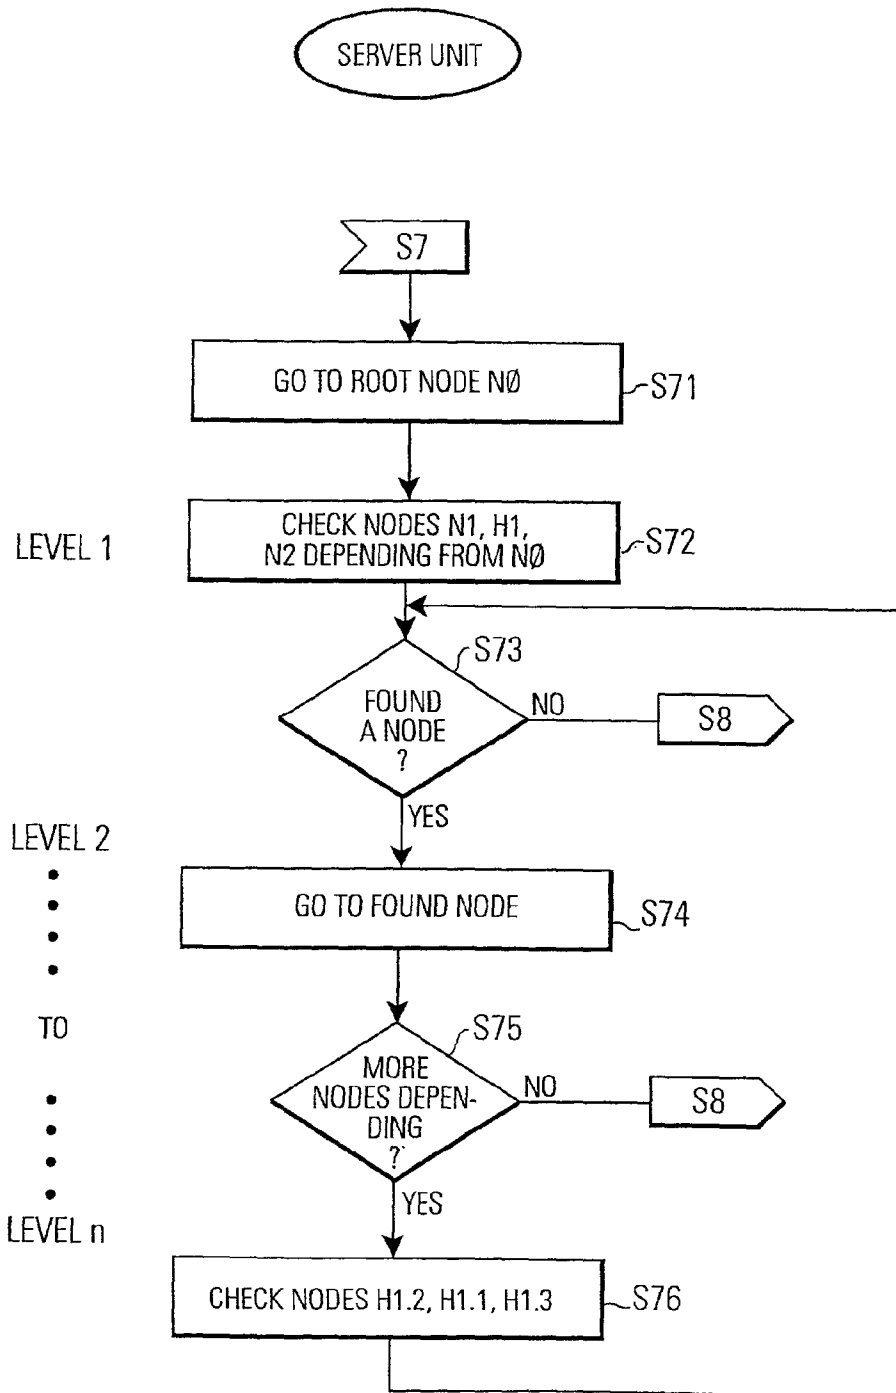 SERVER UNIT
S7
GO TO ROOT NODE NØ
S71
LEVEL 1
CHECK NODES N1, H1,
N2 DEPENDING FROM NØ
S72
S73
FOUND
A NODE
?
NO
S8
YES
LEVEL 2
GO TO FOUND NODE
S74
TO
S75
MORE
NODES DEPEN-
DING
?
NO
S8
YES
LEVEL n
CHECK NODES H1.2, H1.1, H1.3
S76